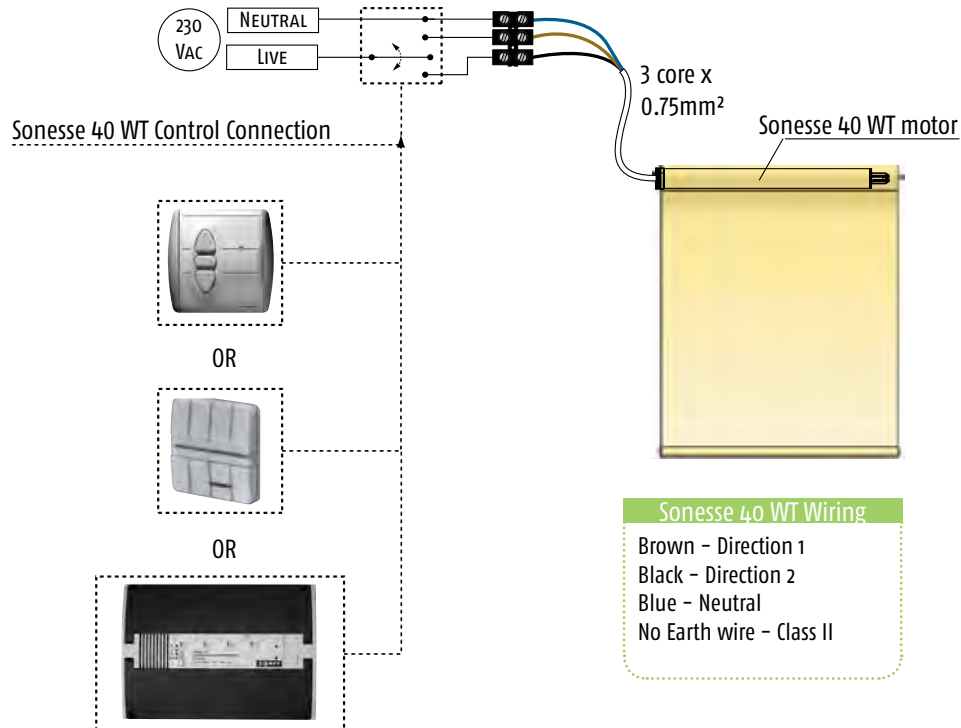 230
Vac
Neutral
Live
3 core x
0.75mm²
Sonesse 40 WT Control Connection
Sonesse 40 WT motor
OR
OR
Sonesse 40 WT Wiring
Brown – Direction 1
Black – Direction 2
Blue – Neutral
No Earth wire – Class II